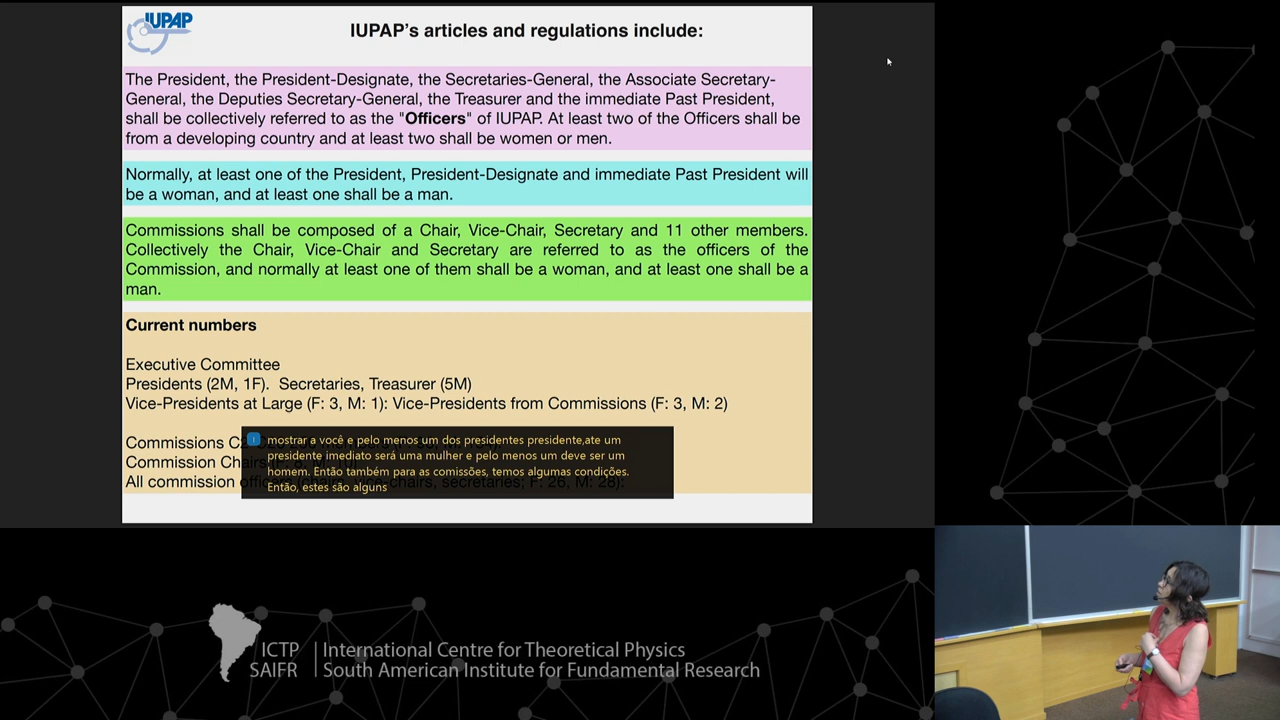 IUPAP
IUPAP's articles and regulations include:
The President, the President-Designate, the Secretaries-General, the Associate Secretary-
General, the Deputies Secretary-General, the Treasurer and the immediate Past President,
shall be collectively referred to as the "Officers" of IUPAP. At least two of the Officers shall be
from a developing country and at least two shall be women or men.
Normally, at least one of the President, President-Designate and immediate Past President will
be a woman, and at least one shall be a man.
Commissions shall be composed of a Chair, Vice-Chair, Secretary and 11 other members.
Collectively the Chair, Vice-Chair and Secretary are referred to as the officers of the
Commission, and normally at least one of them shall be a woman, and at least one shall be a
man.
Current numbers
Executive Committee
Presidents (2M, 1F). Secretaries, Treasurer (5M)
Vice-Presidents at Large (F: 3, M: 1): Vice-Presidents from Commissions (F: 3, M: 2)
Commissions
Commission Chairs
All commission officers (chairs, vice-chairs, secretaries; F: 26, M: 28):
mostrar a você e pelo menos um dos presidentes presidente,ate um
presidente imediato será uma mulher e pelo menos um deve ser um
homem. Então também para as comissões, temos algumas condições.
Então, estes são alguns
ICTP
SAIFR
International Centre for Theoretical Physics
South American Institute for Fundamental Research